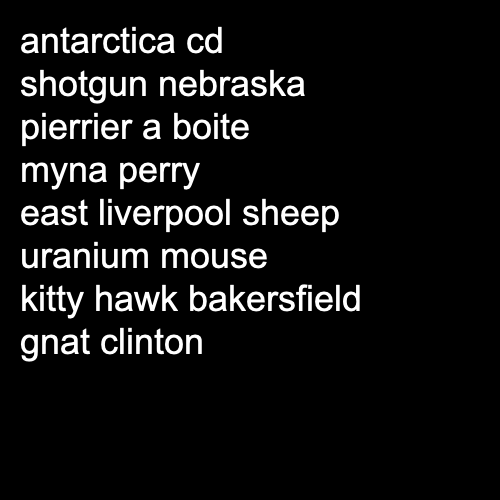 antarctica cd
shotgun nebraska
pierrier a boite
myna perry
east liverpool sheep
uranium mouse
kitty hawk bakersfield
gnat clinton